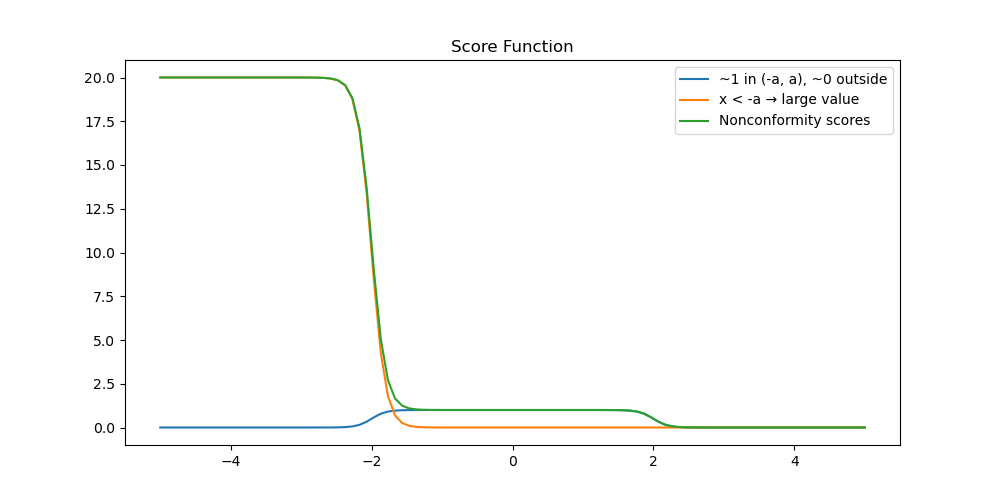 Score Function
~1 in (-a, a), ~0 outside
x < -a → large value
Nonconformity scores
20.0
17.5
15.0
12.5
10.0
7.5
5.0
2.5
0.0
−4 −2 0 2 4